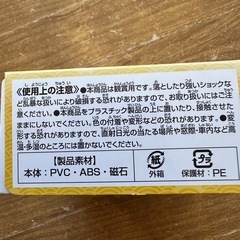 《使用上の注意》●本商品は観賞用です。落としたり強いショックな
ど乱暴な扱いにより破損する恐れがありますので、お取り扱いにはご
注意ください。●本商品をプラスチック製品の上に置いたり、接触させた
ままにしないでください。色の付着や変形などの恐れがあります。●変
形する恐れがありますので、直射日光の当たる場所や窓際、車内など高
温・多湿のところには置かないでください。
【製品素材】
本体：PVC・ABS・磁石
紙
外箱
プラ
保護材：PE